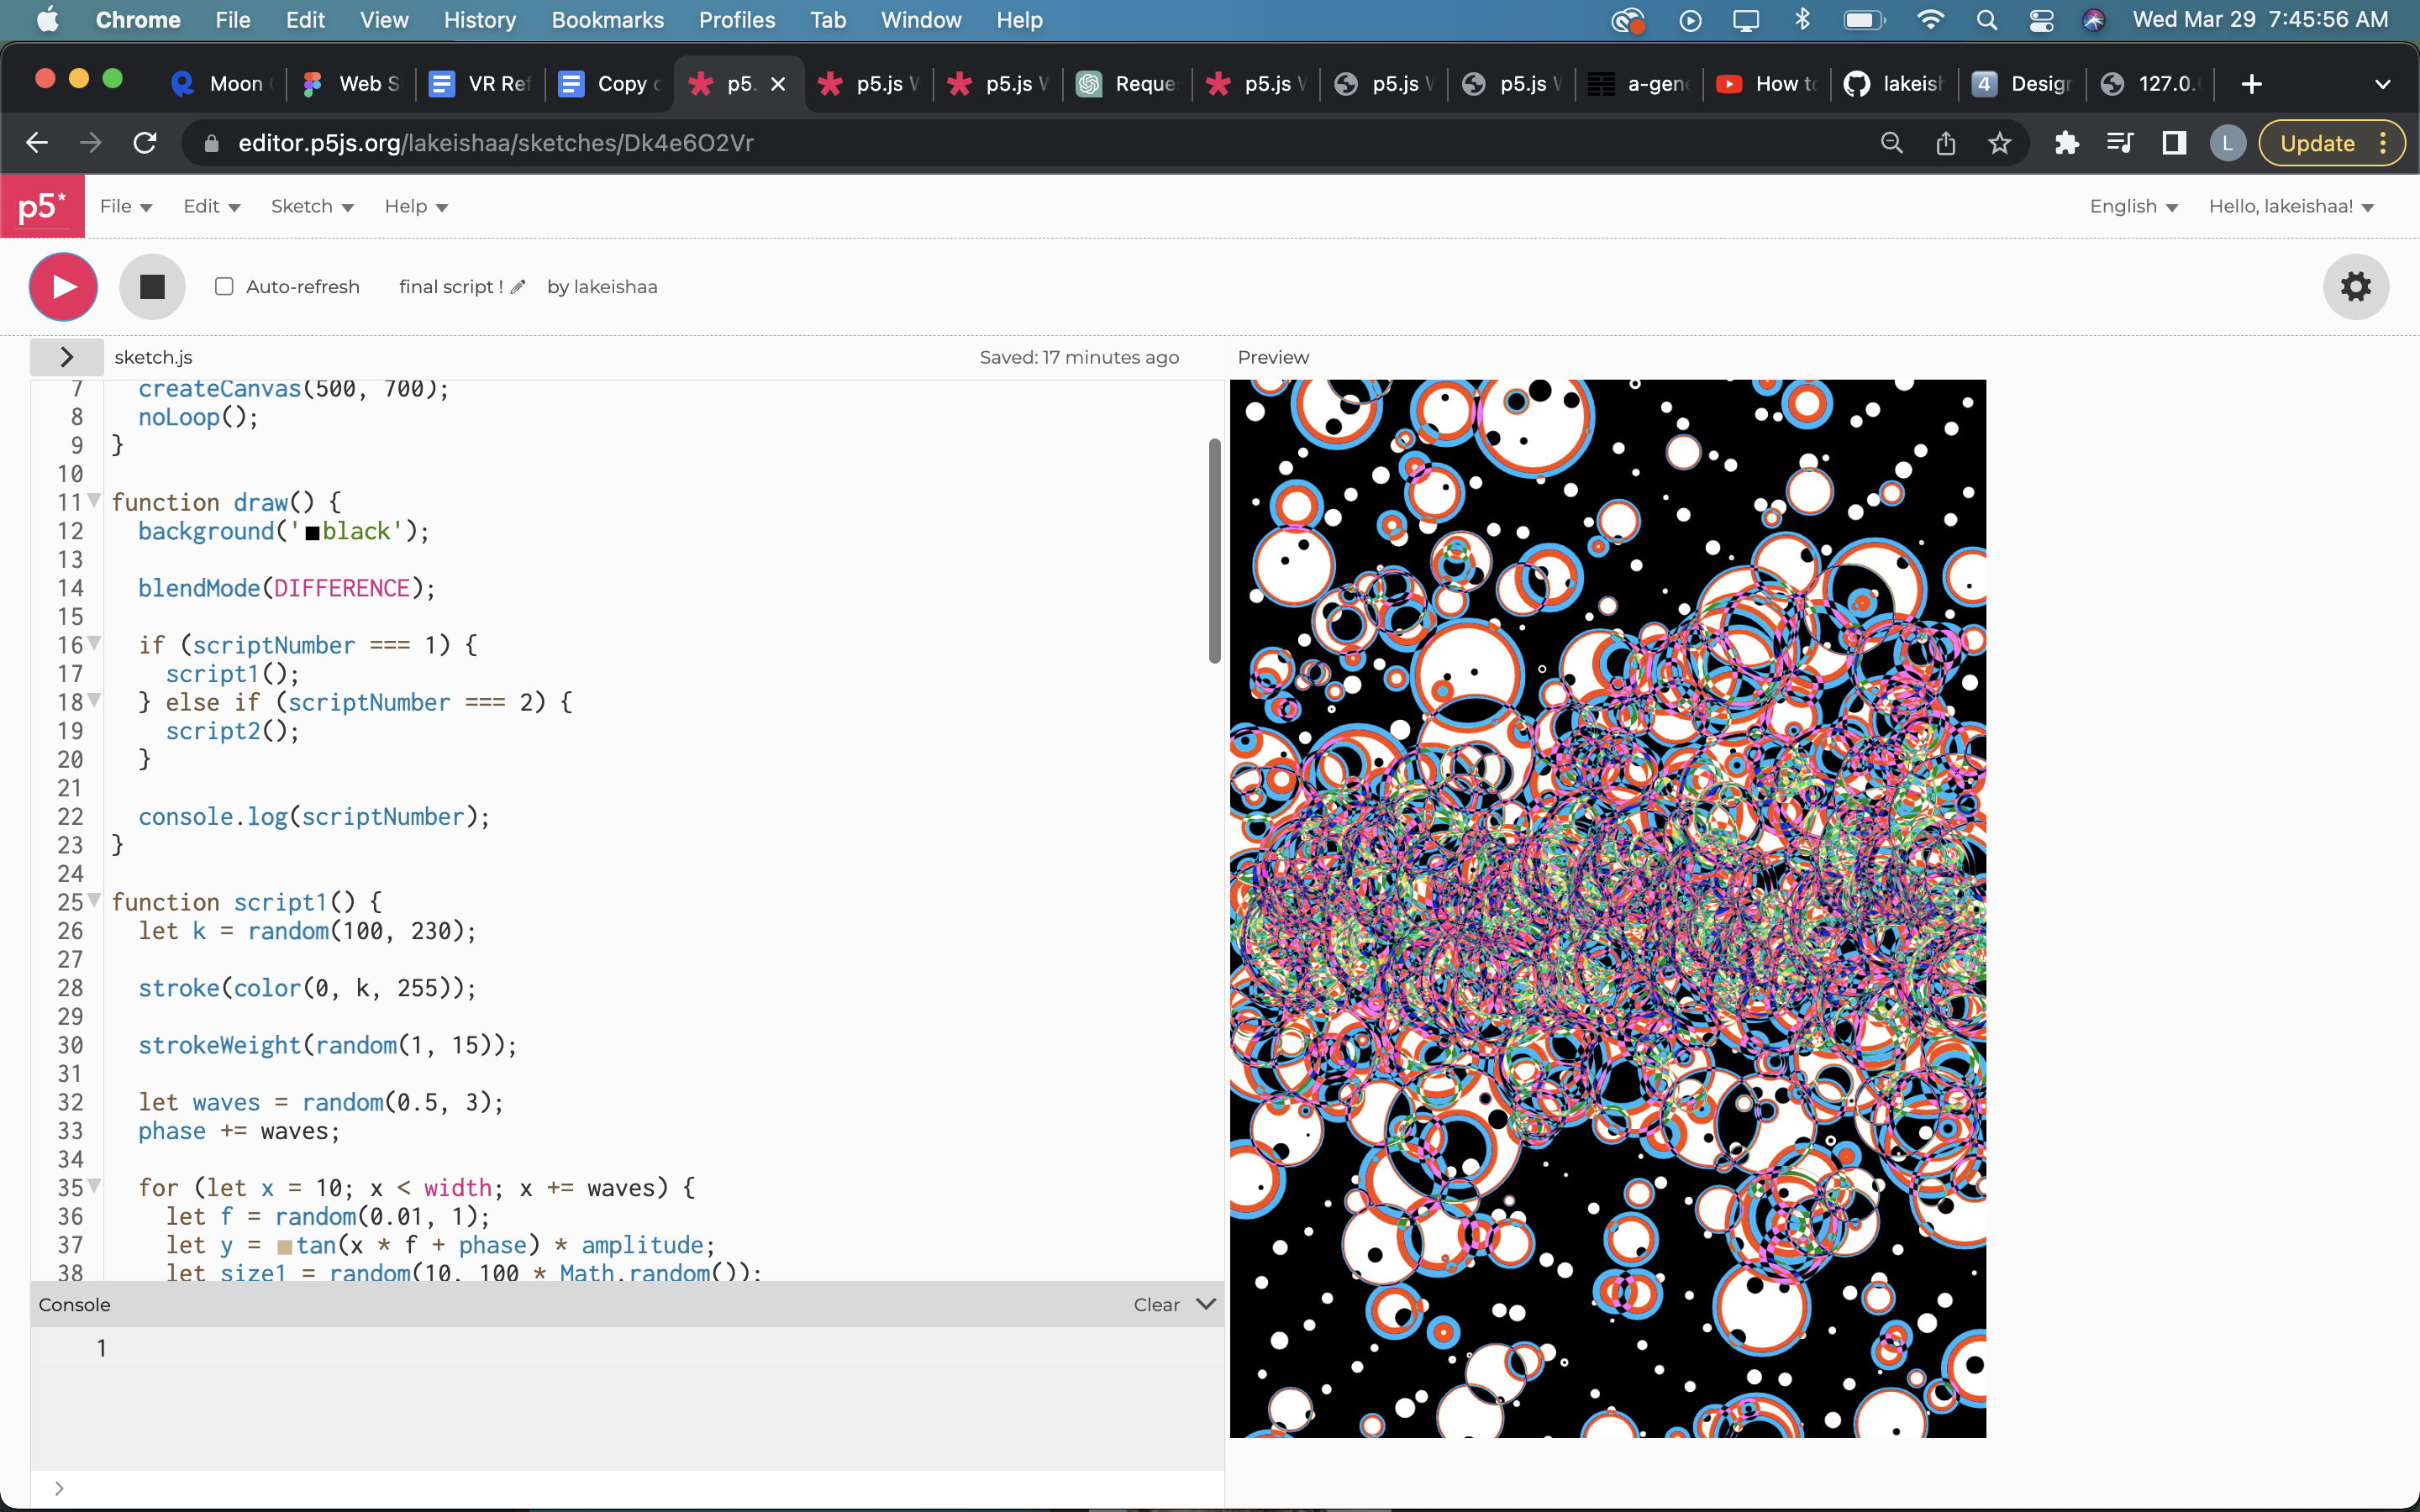 Chrome File Edit View History Bookmarks Profiles Tab Window Help Wed Mar 29 7:45:56 AM
Moon Web S VR Ref Copy p5. p5.js p5.js Reque p5.js p5.js p5.js a-gene How to lakeish 4 Design 127.0.
editor.p5js.org/lakeishaa/sketches/Dk4e6O2Vr L Update
p5* File Edit Sketch Help English Hello, lakeishaa!
Auto-refresh final script ! by lakeishaa
sketch.js Saved: 17 minutes ago Preview
7 createCanvas(500, 700);
8 noLoop();
9 }
10
11 function draw() {
12 background('black');
13
14 blendMode(DIFFERENCE);
15
16 if (scriptNumber === 1) {
17 script1();
18 } else if (scriptNumber === 2) {
19 script2();
20 }
21
22 console.log(scriptNumber);
23 }
24
25 function script1() {
26 let k = random(100, 230);
27
28 stroke(color(0, k, 255));
29
30 strokeWeight(random(1, 15));
31
32 let waves = random(0.5, 3);
33 phase += waves;
34
35 for (let x = 10; x < width; x += waves) {
36 let f = random(0.01, 1);
37 let y = tan(x * f + phase) * amplitude;
38 let size1 = random(10, 100 * Math.random());
Console Clear
1
>